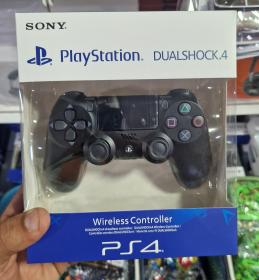 SONY
PlayStation DUALSHOCK.4
Wireless Controller
PS4